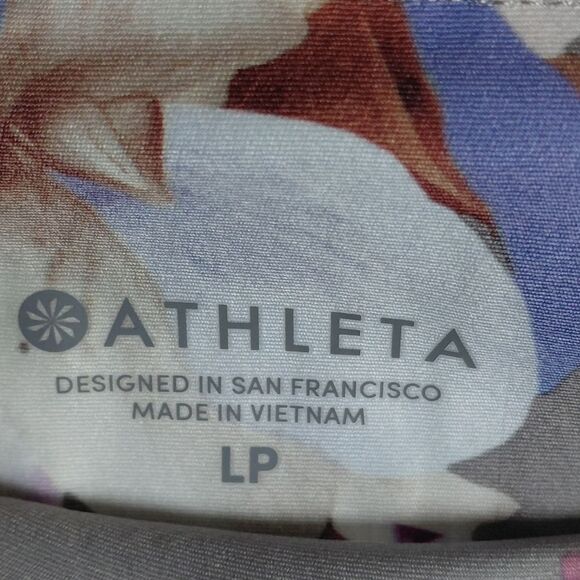 ATHLETA
DESIGNED IN SAN FRANCISCO
MADE IN VIETNAM
LP